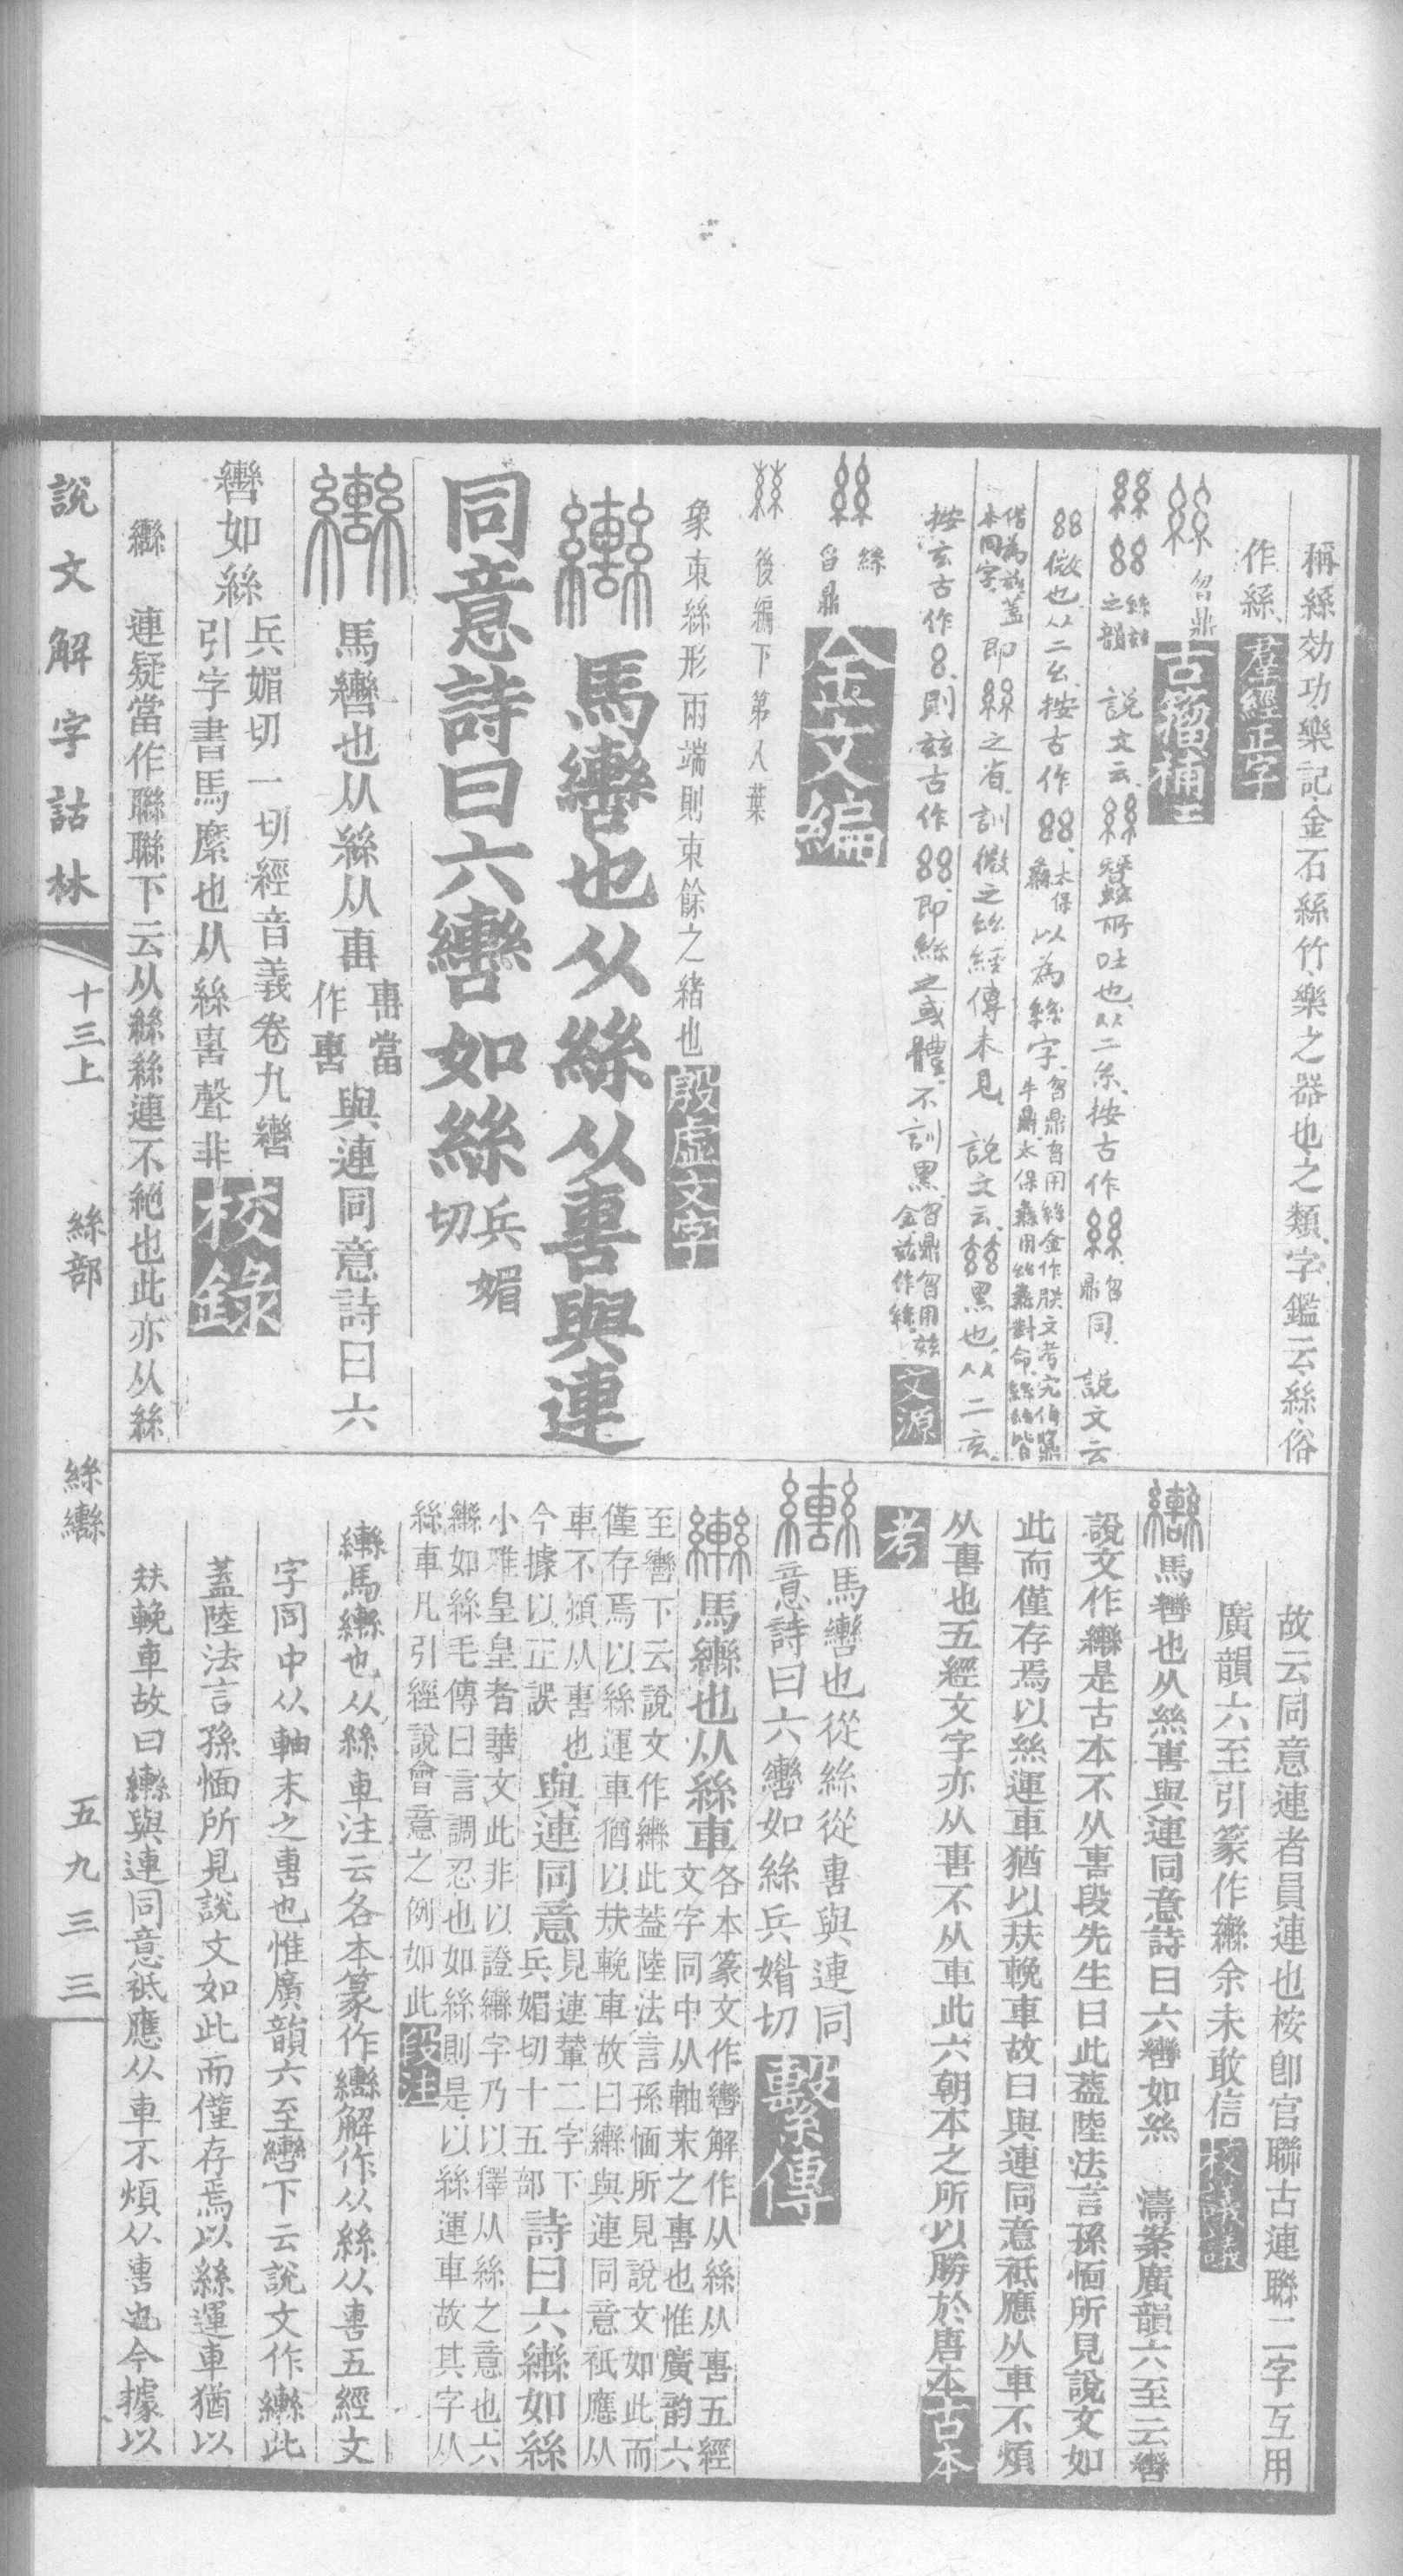 稱絲効功樂記金石絲竹樂之器也之類字鑑云絲俗
作絲羣經正字
曶鼎古籀補
絲茲之韻 說文云 蠶所吐也从二糸按古作 曶鼎同 說文云
微也从二幺按古作 太保彝以為絲字
借為茲蓋本同字即 之省訓微之 經傳未見 說文云 黑也从二玄
按玄古作 則茲古作 即絲之或體不訓黑 文源
絲曶鼎金文編
後編下第八葉
象束絲形兩端則束餘之緒也殷虛文字
馬轡也从絲从軎與連
同意詩曰六轡如絲兵媚切
馬轡也从絲从軎軎當作軎與連同意詩曰六
轡如絲兵媚切一切經音義卷九轡引字書馬縻也从絲軎聲非校錄
連疑當作聯聯下云从絲絲連不絕也此亦从絲
故云同意連者員連也桉卽官聯古連聯二字互用
廣韻六至引篆作轡余未敢信校議議
馬轡也从絲軎與連同意詩曰六轡如絲 濤案廣韻六至云轡
說文作䜌是古本不从軎段先生曰此蓋陸法言孫愐所見說文如
此而僅存焉以絲運車猶以扶輓車故曰與連同意祗應从車不煩
从軎也五經文字亦从軎不从車此六朝本之所以勝於唐本古本
考
馬轡也從絲從軎與連同
意詩曰六轡如絲兵媚切繫傳
馬轡也从絲車各本篆文作轡解作从絲从軎五經
文字同中从軸末之軎也惟廣韵六
至轡下云說文作轡此蓋陸法言孫愐所見說文如此而
僅存焉以絲運車猶以扶輓車故曰轡與連同意祇應从
車不煩从軎也今據以正誤與連同意見連輦二字下兵媚切十五部詩曰六轡如絲
小雅皇皇者華文此非以證轡字乃以釋从絲之意也六
轡如絲毛傳曰言調忍也如絲則是以絲運車故其字从
絲車凡引經說會意之例如此段注
轡馬轡也从絲車注云各本篆作轡解作从絲从軎五經文
字同中从軸末之軎也惟廣韻六至轡下云說文作轡此
蓋陸法言孫愐所見說文如此而僅存焉以絲運車猶以
扶輓車故曰轡與連同意祗應从車不煩从軎也今據以
說文解字詁林 十三上 絲部 絲轡 五九三三